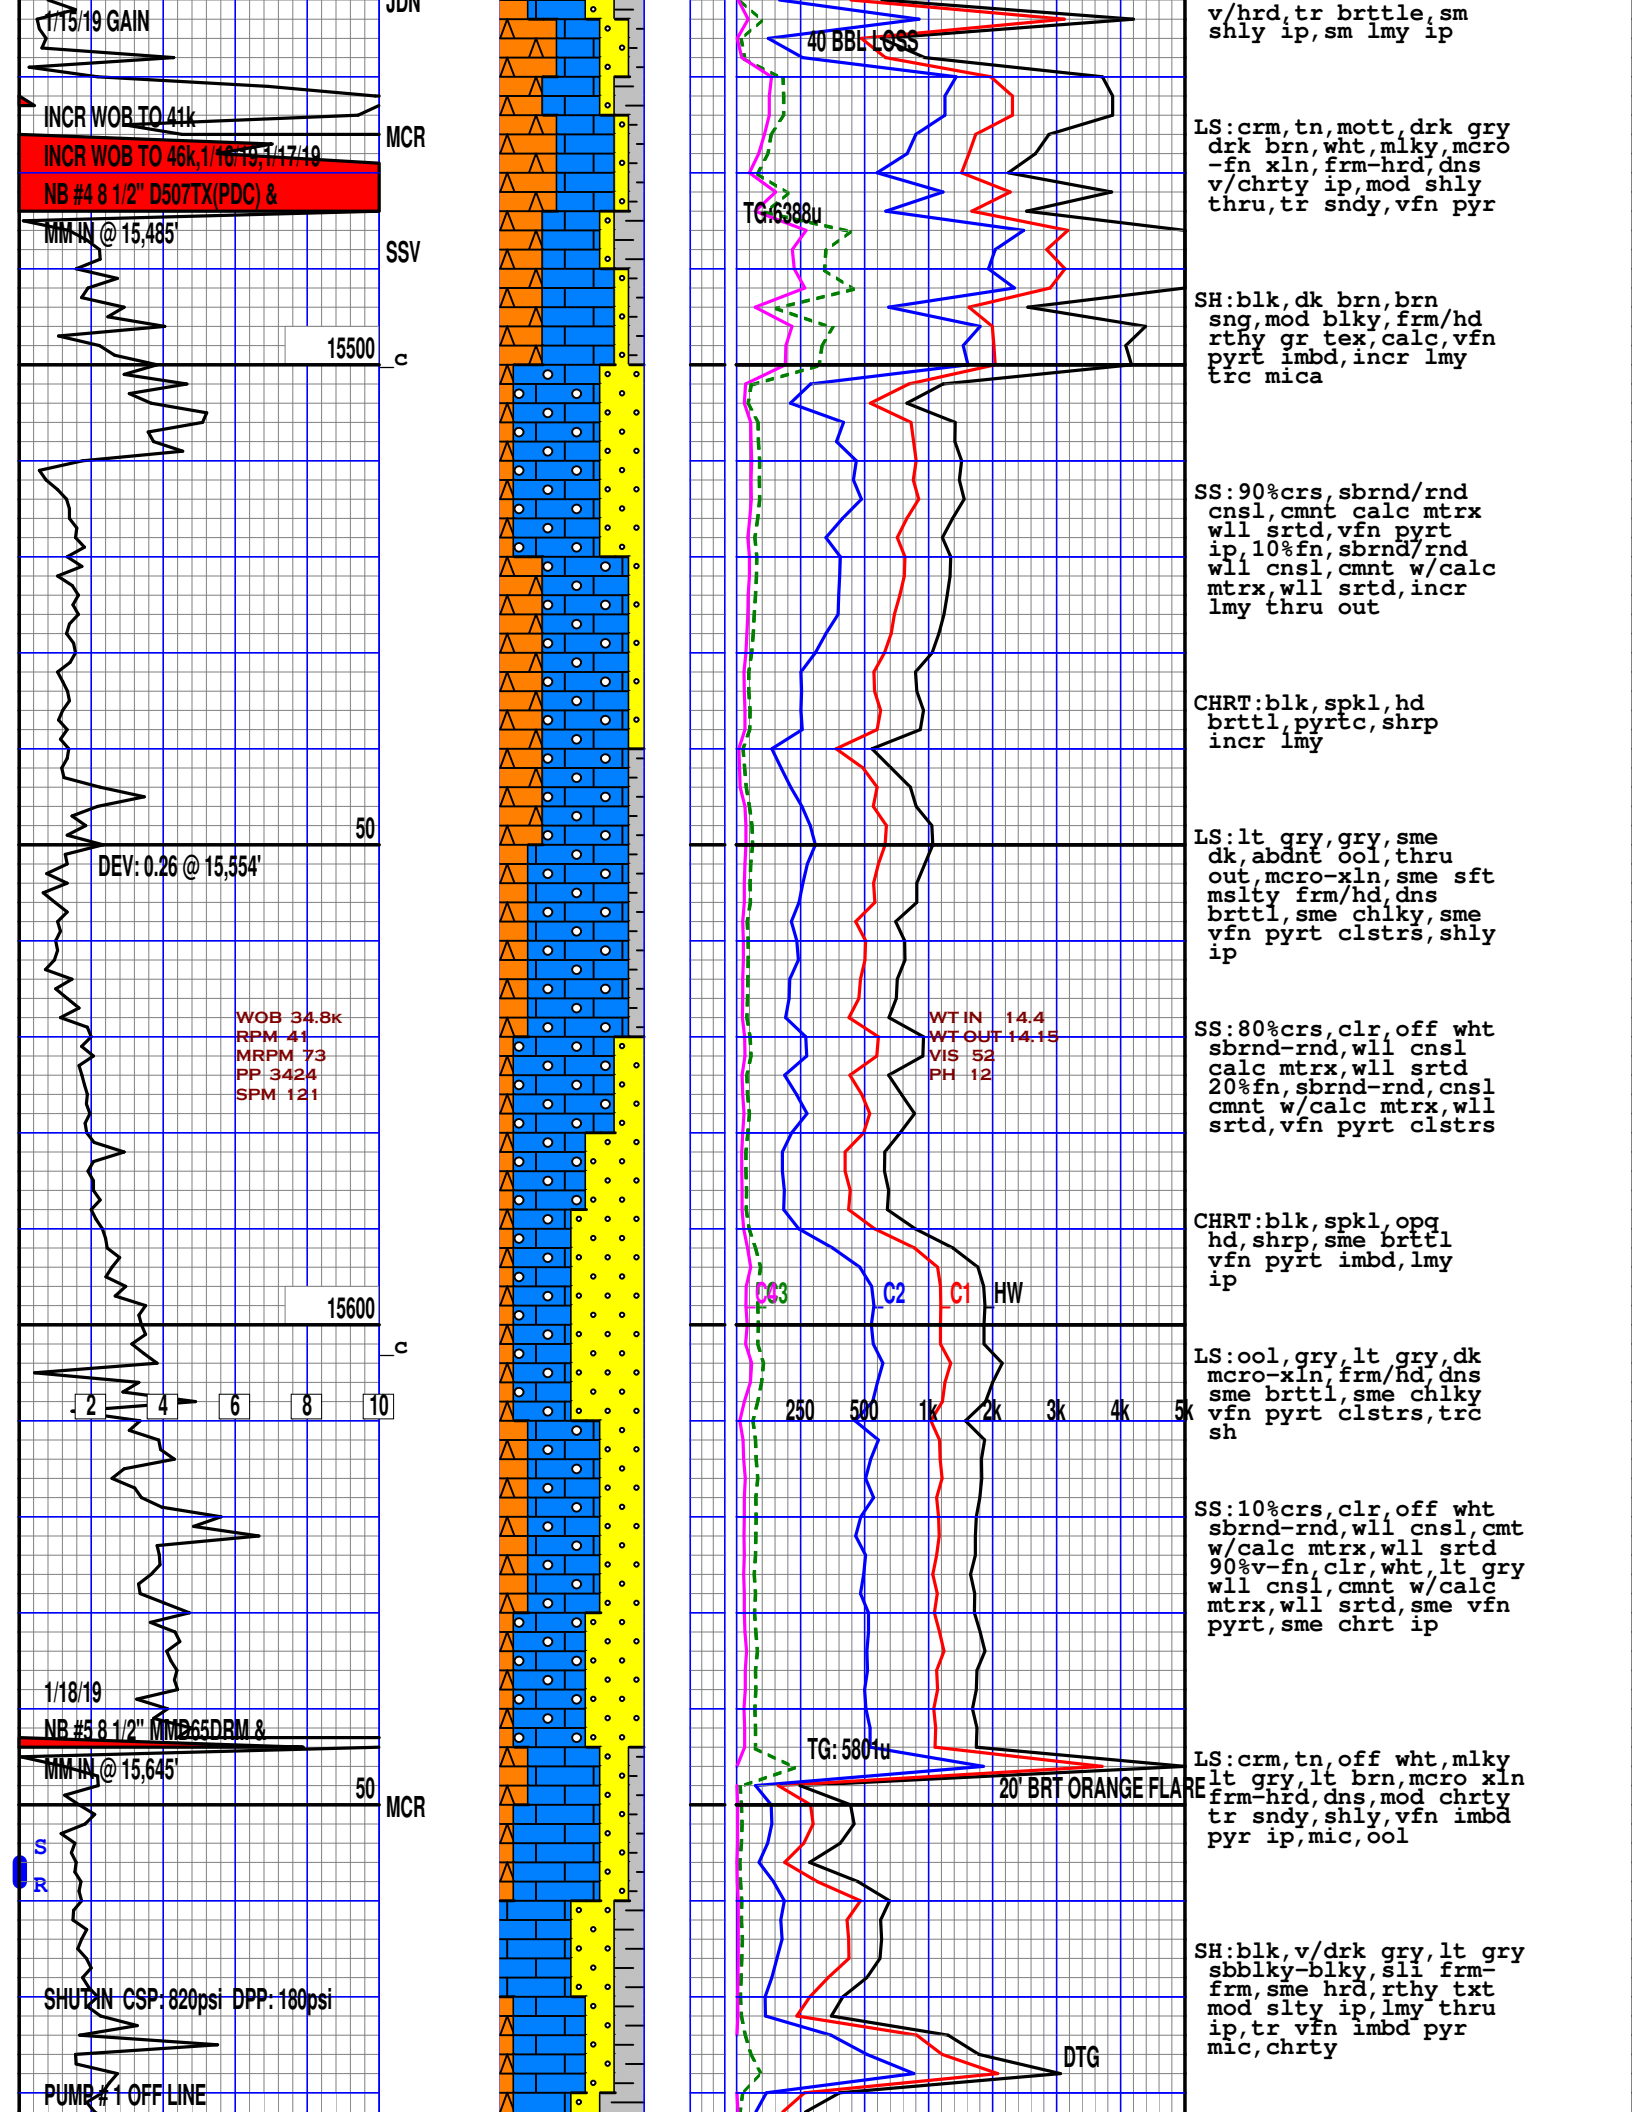 JDN
1/15/19 GAIN
40 BBL LOSS
INCR WOB TO 41k
MCR
INCR WOB TO 46k,1/16/19,1/17/19
NB #4 8 1/2" D507TX(PDC) &
MM IN @ 15,485'
TG:6388u
SSV
15500
_c
50
DEV: 0.26 @ 15,554'
WOB 34.8K
RPM 41
MRPM 73
PP 3424
SPM 121
WT IN 14.4
WT OUT 14.15
VIS 52
PH 12
C4
C3
C2
C1
HW
15600
_c
2 4 6 8 10
250 500 1k 2k 3k 4k 5k
1/18/19
NB #5 8 1/2" MMD65DRM &
MM IN @ 15,645'
TG: 5801u
20' BRT ORANGE FLARE
50
MCR
S
R
SHUT IN CSP: 820psi DPP: 180psi
DTG
PUMP # 1 OFF LINE
v/hrd,tr brttle,sm
shly ip,sm lmy ip
LS:crm,tn,mott,drk gry
drk brn,wht,mlky,mcro
-fn xln,frm-hrd,dns
v/chrty ip,mod shly
thru,tr sndy,vfn pyr
SH:blk,dk brn,brn
sng,mod blky,frm/hd
rthy gr tex,calc,vfn
pyrt imbd,incr lmy
trc mica
SS:90%crs,sbrnd/rnd
cnsl,cmnt calc mtrx
wll srtd,vfn pyrt
ip,10%fn,sbrnd/rnd
wll cnsl,cmnt w/calc
mtrx,wll srtd,incr
lmy thru out
CHRT:blk,spkl,hd
brttl,pyrtc,shrp
incr lmy
LS:lt gry,gry,sme
dk,abdnt ool,thru
out,mcro-xln,sme sft
mslty frm/hd,dns
brttl,sme chlky,sme
vfn pyrt clstrs,shly
ip
SS:80%crs,clr,off wht
sbrnd-rnd,wll cnsl
calc mtrx,wll srtd
20%fn,sbrnd-rnd,cnsl
cmnt w/calc mtrx,wll
srtd,vfn pyrt clstrs
CHRT:blk,spkl,opq
hd,shrp,sme brttl
vfn pyrt imbd,lmy
ip
LS:ool,gry,lt gry,dk
mcro-xln,frm/hd,dns
sme brttl,sme chlky
vfn pyrt clstrs,trc
sh
SS:10%crs,clr,off wht
sbrnd-rnd,wll cnsl,cmt
w/calc mtrx,wll srtd
90%v-fn,clr,wht,lt gry
wll cnsl,cmnt w/calc
mtrx,wll srtd,sme vfn
pyrt,sme chrt ip
LS:crm,tn,off wht,mlky
lt gry,lt brn,mcro xln
frm-hrd,dns,mod chrty
tr sndy,shly,vfn imbd
pyr ip,mic,ool
SH:blk,v/drk gry,lt gry
sbblky-blky,sli frm-
frm,sme hrd,rthy txt
mod slty ip,lmy thru
ip,tr vfn imbd pyr
mic,chrty